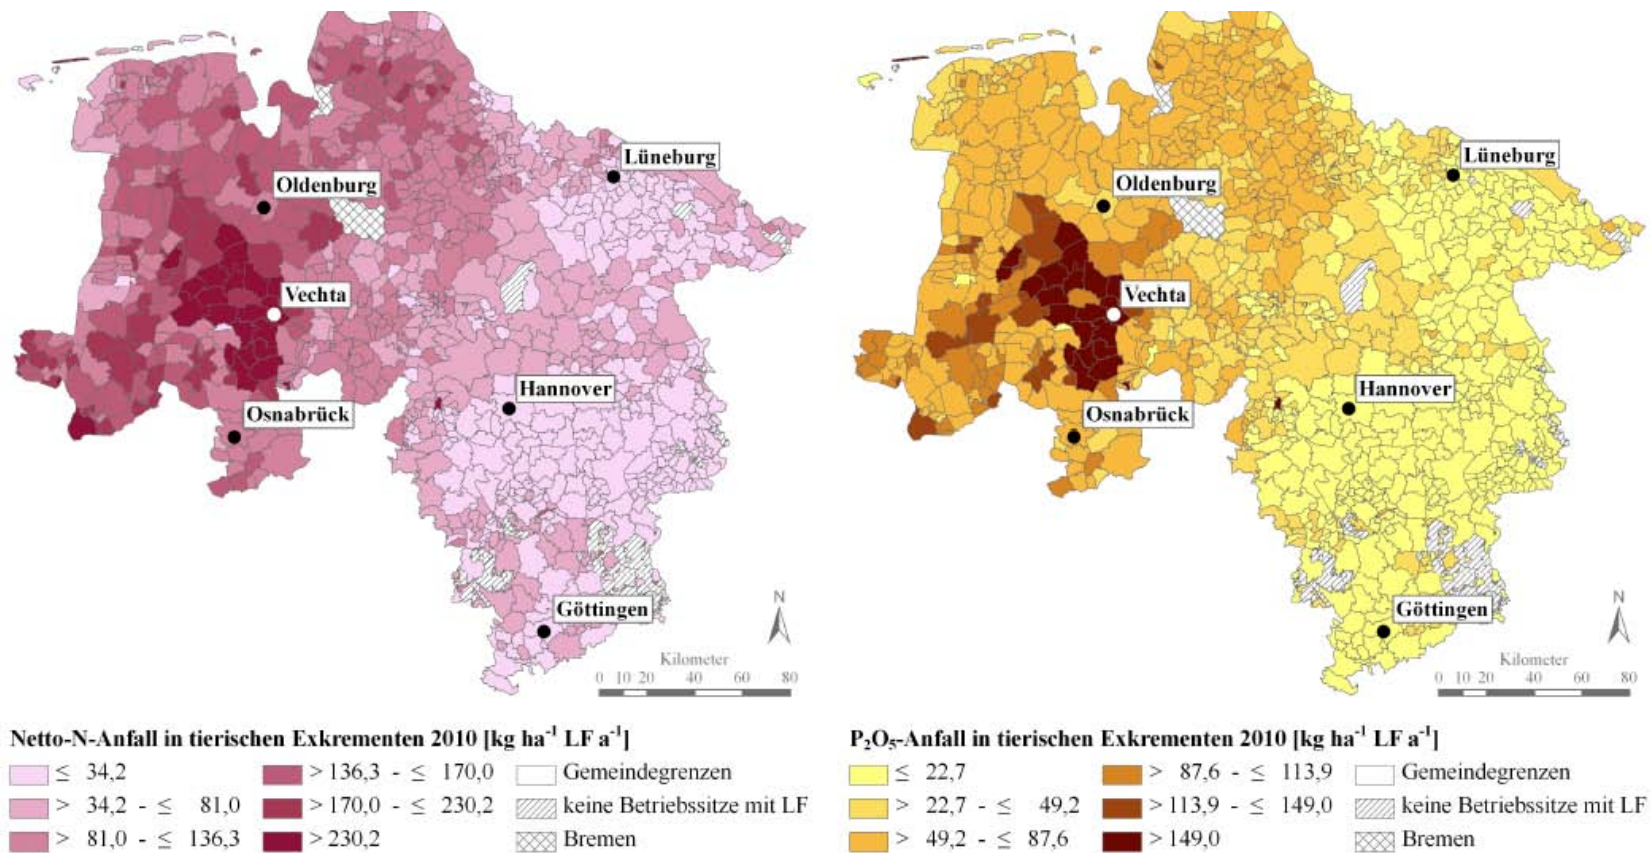 Lüneburg
Oldenburg
Vechta
Hannover
Osnabrück
Göttingen
N
Kilometer
0 10 20 40 60 80
Netto-N-Anfall in tierischen Exkrementen 2010 [kg ha⁻¹ LF a⁻¹]
≤ 34,2
> 34,2 - ≤ 81,0
> 81,0 - ≤ 136,3
> 136,3 - ≤ 170,0
> 170,0 - ≤ 230,2
> 230,2
Gemeindegrenzen
keine Betriebssitze mit LF
Bremen
Lüneburg
Oldenburg
Vechta
Hannover
Osnabrück
Göttingen
N
Kilometer
0 10 20 40 60 80
P₂O₅-Anfall in tierischen Exkrementen 2010 [kg ha⁻¹ LF a⁻¹]
≤ 22,7
> 22,7 - ≤ 49,2
> 49,2 - ≤ 87,6
> 87,6 - ≤ 113,9
> 113,9 - ≤ 149,0
> 149,0
Gemeindegrenzen
keine Betriebssitze mit LF
Bremen